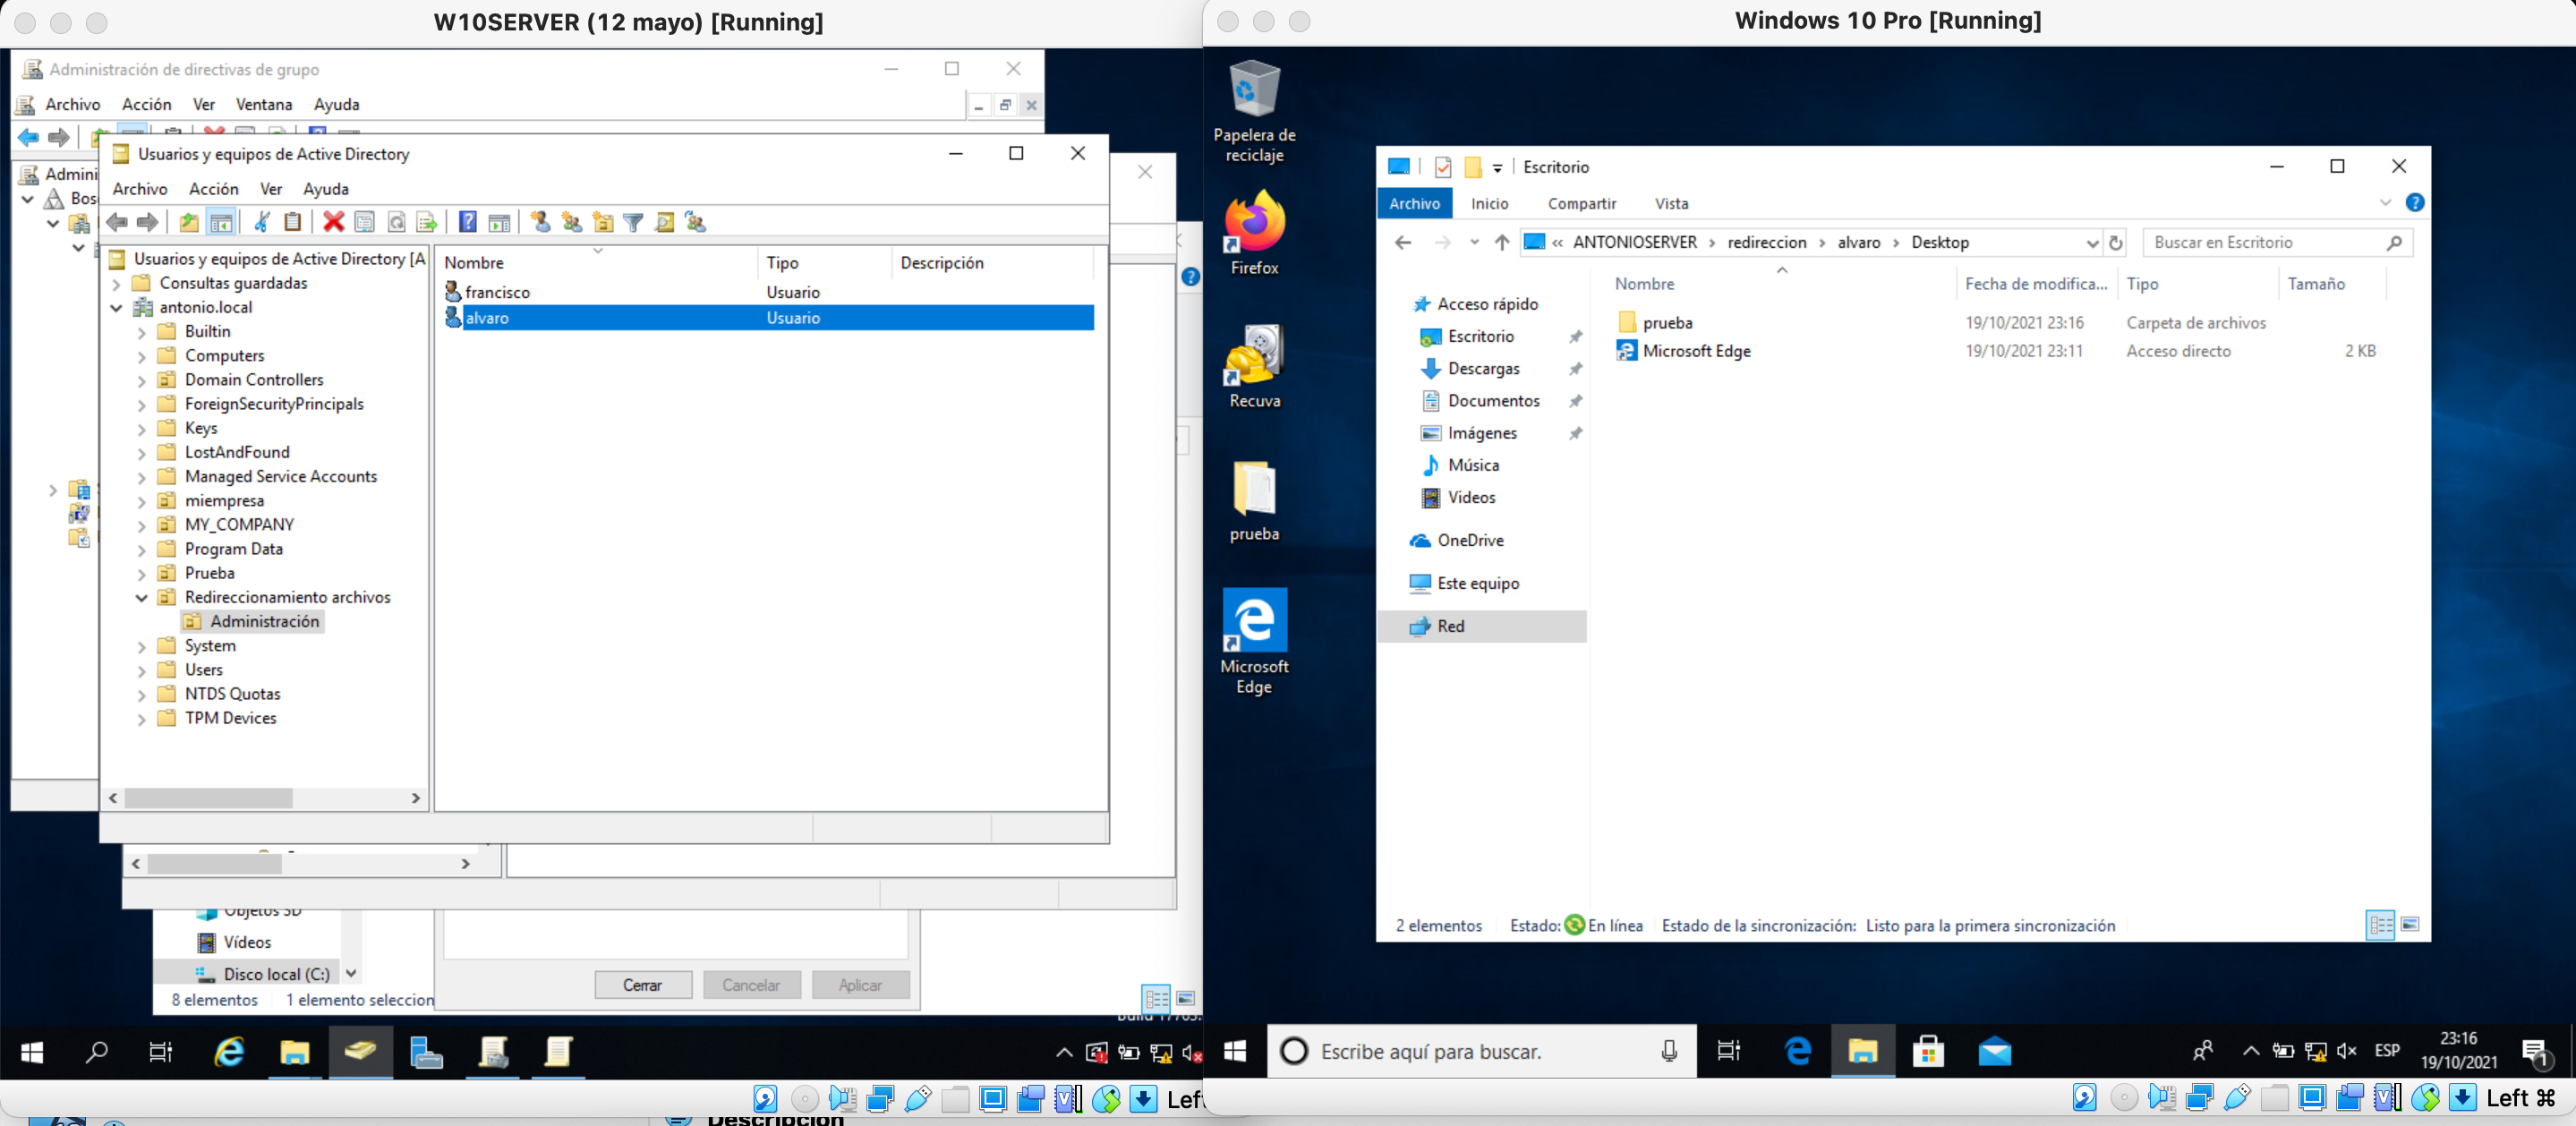 W10SERVER (12 mayo) [Running]
Administración de directivas de grupo
Archivo Acción Ver Ventana Ayuda
Admini
Bos
Usuarios y equipos de Active Directory
Archivo Acción Ver Ayuda
Usuarios y equipos de Active Directory [A
Consultas guardadas
antonio.local
Builtin
Computers
Domain Controllers
ForeignSecurityPrincipals
Keys
LostAndFound
Managed Service Accounts
miempresa
MY_COMPANY
Program Data
Prueba
Redireccionamiento archivos
Administración
System
Users
NTDS Quotas
TPM Devices
Nombre Tipo Descripción
francisco Usuario
alvaro Usuario
Objetos 3D
Vídeos
Disco local (C:)
8 elementos 1 elemento seleccion
Cerrar Cancelar Aplicar
Build 17763.
Left
Descripción
Windows 10 Pro [Running]
Papelera de
reciclaje
Firefox
Recuva
prueba
Microsoft
Edge
Escritorio
Archivo Inicio Compartir Vista
« ANTONIOSERVER › redireccion › alvaro › Desktop
Buscar en Escritorio
Acceso rápido
Escritorio
Descargas
Documentos
Imágenes
Música
Videos
OneDrive
Este equipo
Red
Nombre Fecha de modifica... Tipo Tamaño
prueba 19/10/2021 23:16 Carpeta de archivos
Microsoft Edge 19/10/2021 23:11 Acceso directo 2 KB
2 elementos Estado: En línea Estado de la sincronización: Listo para la primera sincronización
Escribe aquí para buscar.
ESP
23:16
19/10/2021
1
Left ⌘